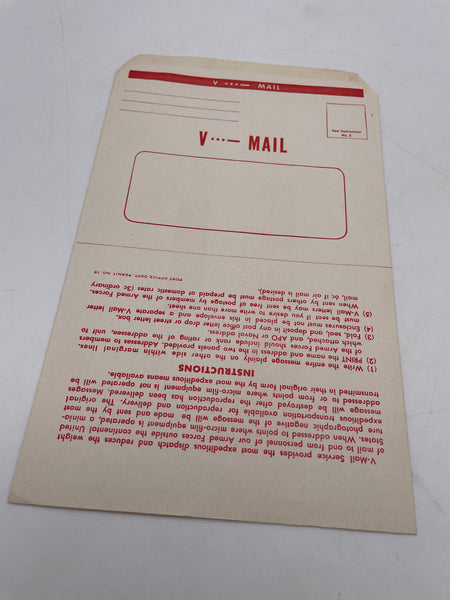 V ···— MAIL
See Instruction
No. 5
V ···— MAIL
V-Mail Service provides the most expeditious dispatch and reduces the weight
of mail to and from personnel of our Armed Forces outside the continental United
States. When addressed to points where micro-film equipment is operated, a minia-
ture photographic negative of the message will be made and sent by the most
expeditious transportation available for reproduction and delivery. The original
message will be destroyed after the reproduction has been delivered. Messages
addressed to or from points where micro-film equipment is not operated will be
transmitted in their original form by the most expeditious means available.
INSTRUCTIONS
(1) Write the entire message plainly on the other side within marginal lines.
(2) PRINT the name and address in the two panels provided. Addresses to members
of the Armed Forces should include rank or rating of the addressee, unit to
which attached, and APO or Naval address.
(3) Fold, seal, and deposit in any post office letter drop or street letter box.
(4) Enclosures must not be placed in this envelope and a separate V-Mail letter
must be sent if you desire to write more than one sheet.
(5) V-Mail letters may be sent free of postage by members of the Armed Forces.
When sent by others postage must be prepaid at domestic rates (3c ordinary
mail, 6c if air mail is desired).
POST OFFICE DEPT. PERMIT NO. 18